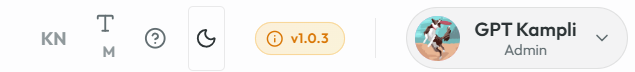 KN
T
M
?
v1.0.3
GPT Kampli
Admin